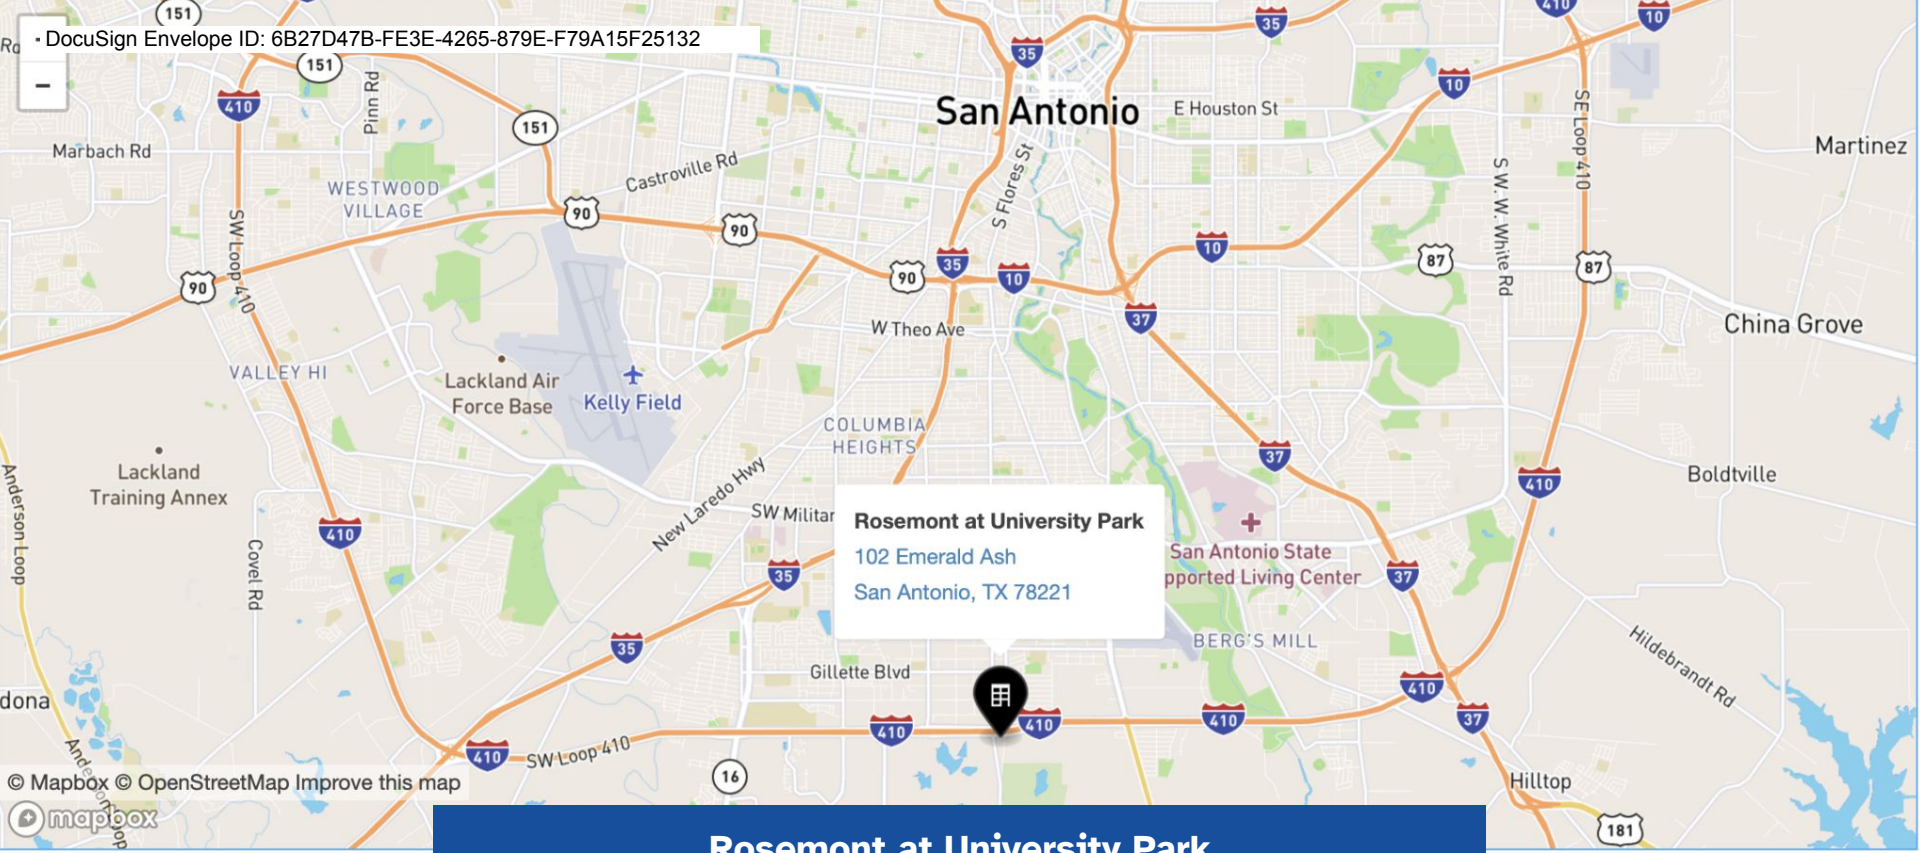 151
35
410
10
Rd
- DocuSign Envelope ID: 6B27D47B-FE3E-4265-879E-F79A15F25132
−
151
410
Pinn Rd
151
10
San Antonio
E Houston St
SE Loop 410
Martinez
Marbach Rd
Castroville Rd
WESTWOOD
VILLAGE
S Flores St
S W. W. White Rd
SW Loop 410
90
90
90
90
35
10
10
87
87
37
W Theo Ave
China Grove
VALLEY HI
Lackland Air
Force Base
Kelly Field
COLUMBIA
HEIGHTS
37
Lackland
Training Annex
Anderson Loop
New Laredo Hwy
Boldtville
410
410
SW Militar
Rosemont at University Park
102 Emerald Ash
San Antonio, TX 78221
San Antonio State
pported Living Center
Covel Rd
35
37
35
BERG'S MILL
Hildebrandt Rd
Gillette Blvd
410
dona
410
410
410
37
410
SW Loop 410
16
Hilltop
© Mapbox © OpenStreetMap Improve this map
mapbox
181
Rosemont at University Park
35